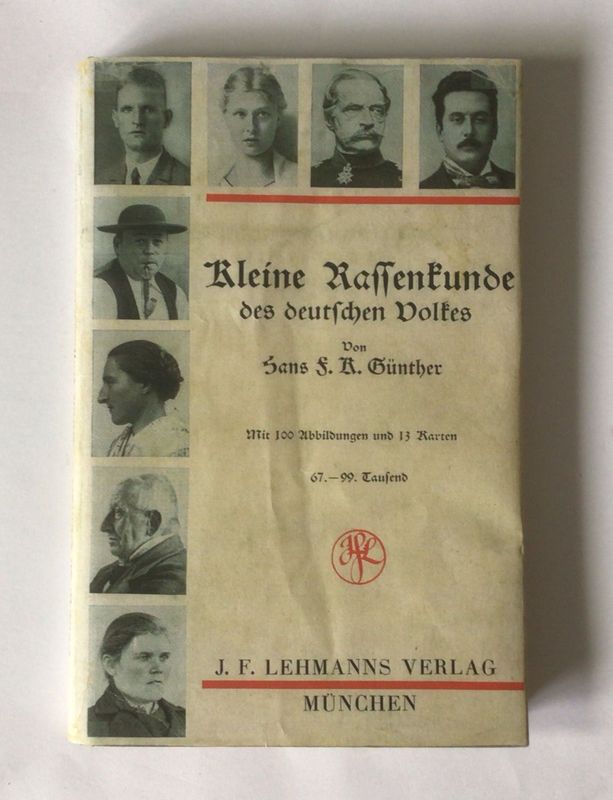 Kleine Rassenkunde
des deutschen Volkes
Von
Hans F. K. Günther
Mit 100 Abbildungen und 13 Karten
67.–99. Tausend
JFL
J. F. LEHMANNS VERLAG
MÜNCHEN